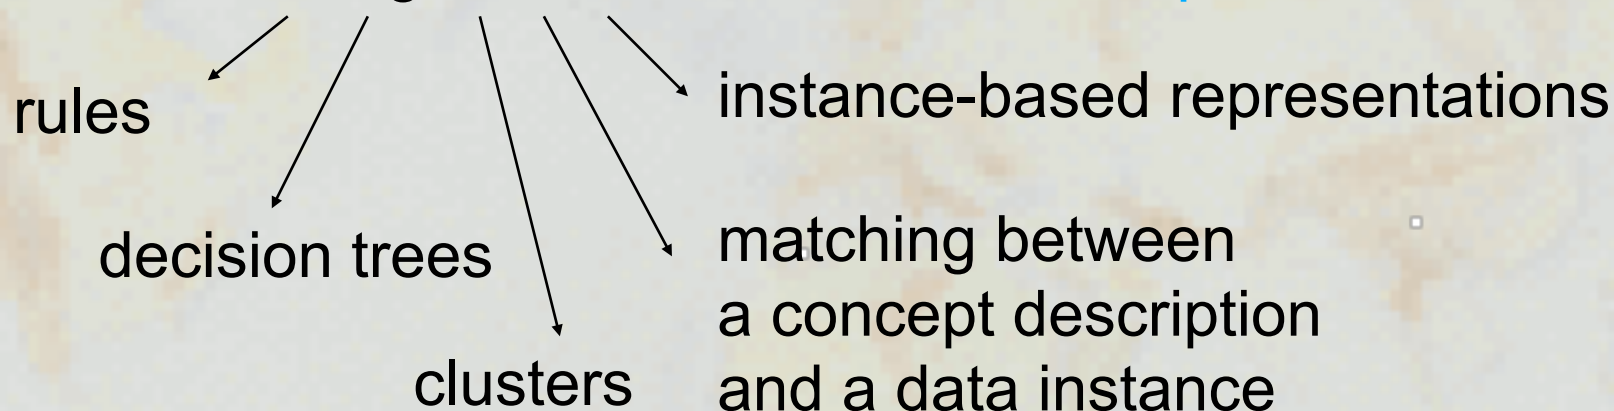 rules
instance-based representations
decision trees
matching between
a concept description
clusters
and a data instance